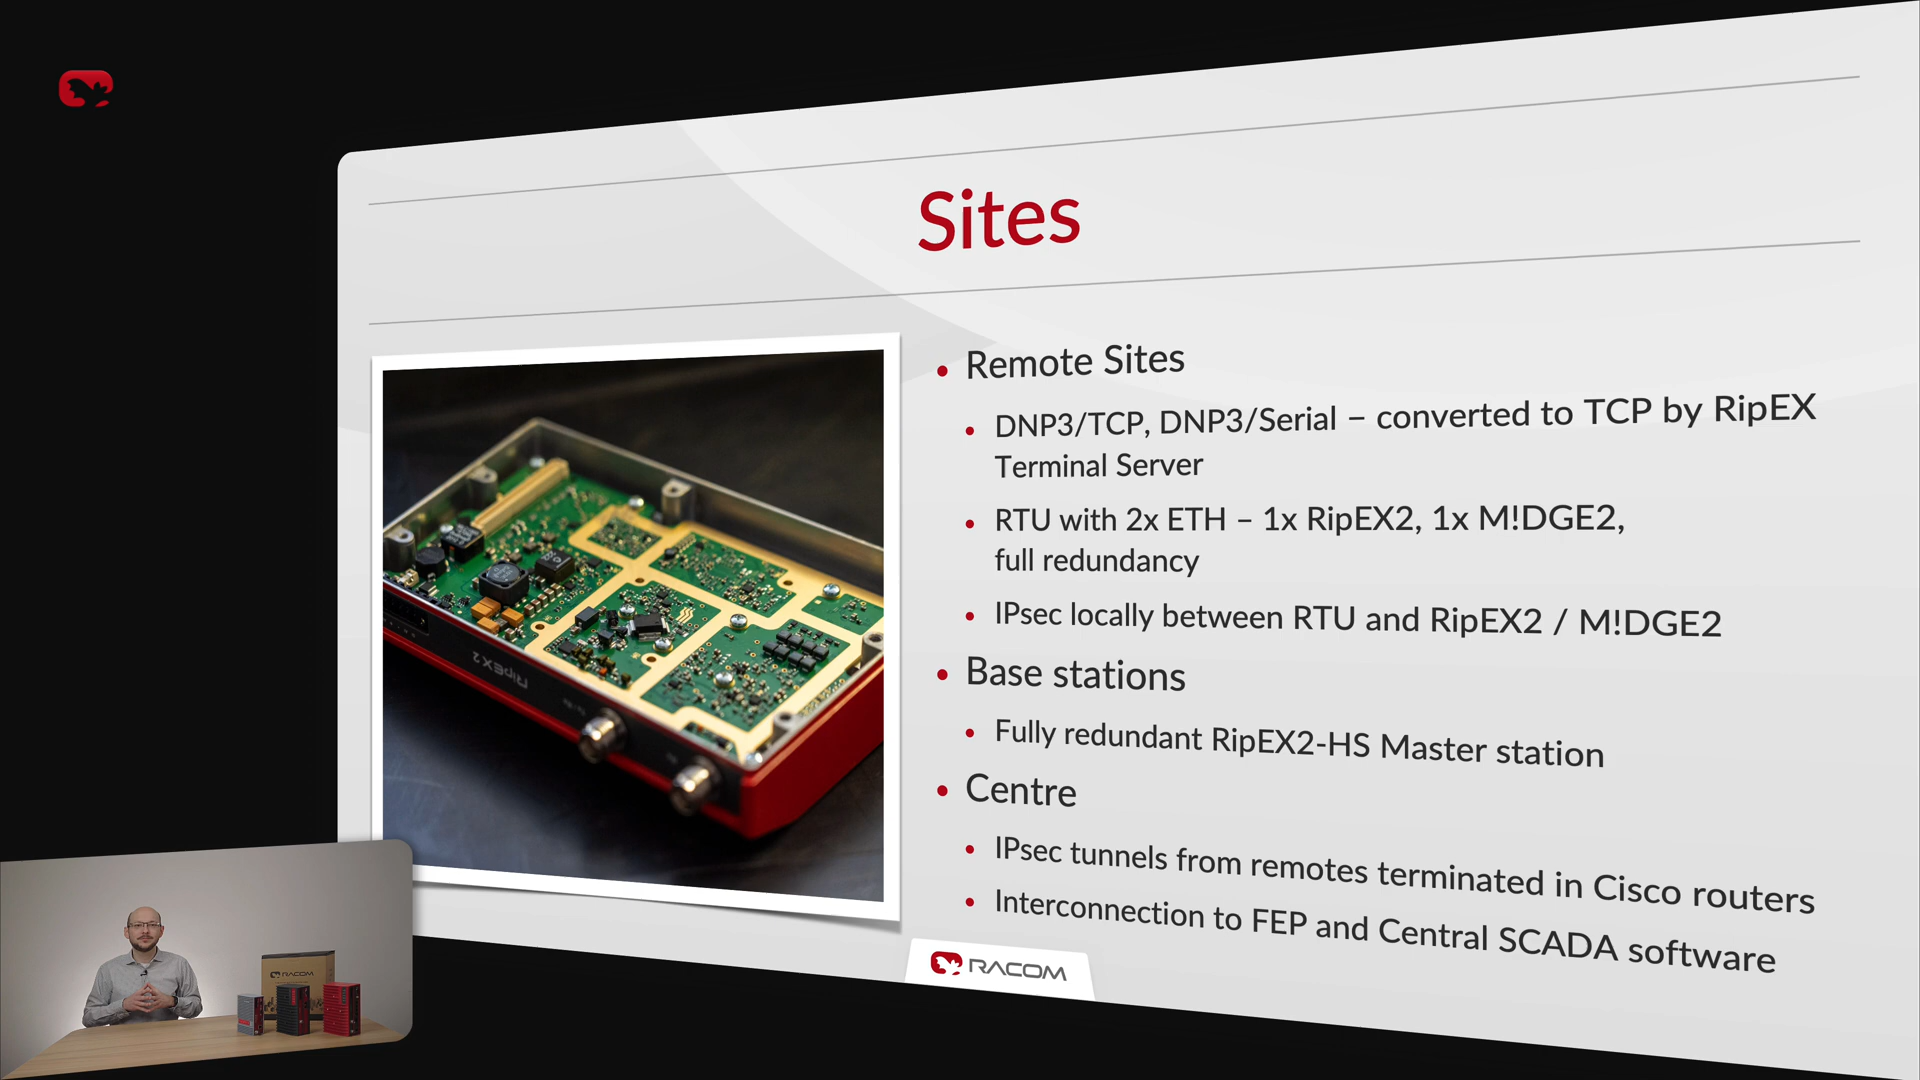 Sites
• Remote Sites
• DNP3/TCP, DNP3/Serial – converted to TCP by RipEX
Terminal Server
• RTU with 2x ETH – 1x RipEX2, 1x M!DGE2,
full redundancy
• IPsec locally between RTU and RipEX2 / M!DGE2
• Base stations
• Fully redundant RipEX2-HS Master station
• Centre
• IPsec tunnels from remotes terminated in Cisco routers
• Interconnection to FEP and Central SCADA software
RipEX2
RACOM
RACOM